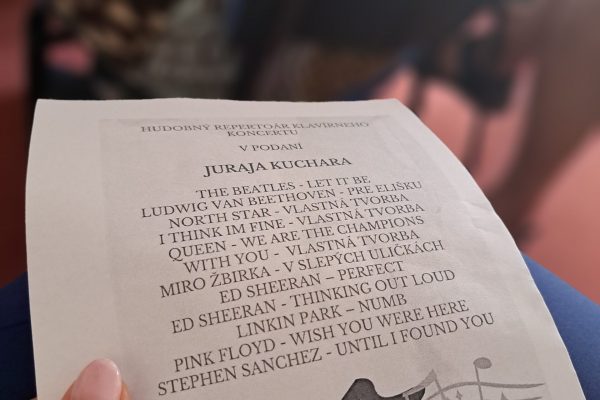 HUDOBNÝ REPERTOÁR KLAVÍRNEHO
KONCERTU
V PODANÍ
JURAJA KUCHARA
THE BEATLES - LET IT BE
LUDWIG VAN BEETHOVEN - PRE ELIŠKU
NORTH STAR - VLASTNÁ TVORBA
I THINK IM FINE - VLASTNÁ TVORBA
QUEEN - WE ARE THE CHAMPIONS
WITH YOU - VLASTNÁ TVORBA
MIRO ŽBIRKA - V SLEPÝCH ULIČKÁCH
ED SHEERAN – PERFECT
ED SHEERAN - THINKING OUT LOUD
LINKIN PARK – NUMB
PINK FLOYD - WISH YOU WERE HERE
STEPHEN SANCHEZ - UNTIL I FOUND YOU